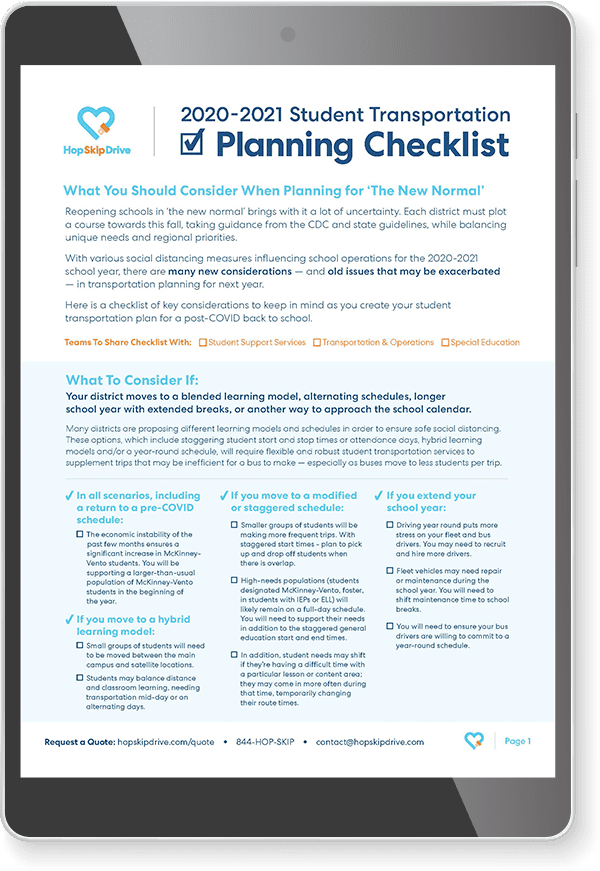 HopSkipDrive
2020-2021 Student Transportation
Planning Checklist
What You Should Consider When Planning for ‘The New Normal’
Reopening schools in ‘the new normal’ brings with it a lot of uncertainty. Each district must plot
a course towards this fall, taking guidance from the CDC and state guidelines, while balancing
unique needs and regional priorities.
With various social distancing measures influencing school operations for the 2020-2021
school year, there are many new considerations — and old issues that may be exacerbated
— in transportation planning for next year.
Here is a checklist of key considerations to keep in mind as you create your student
transportation plan for a post-COVID back to school.
Teams To Share Checklist With: Student Support Services Transportation & Operations Special Education
What To Consider If:
Your district moves to a blended learning model, alternating schedules, longer
school year with extended breaks, or another way to approach the school calendar.
Many districts are proposing different learning models and schedules in order to ensure safe social distancing.
These options, which include staggering student start and stop times or attendance days, hybrid learning
models and/or a year-round schedule, will require flexible and robust student transportation services to
supplement trips that may be inefficient for a bus to make — especially as buses move to less students per trip.
In all scenarios, including
a return to a pre-COVID
schedule:
The economic instability of the
past few months ensures a
significant increase in McKinney-
Vento students. You will be
supporting a larger-than-usual
population of McKinney-Vento
students in the beginning of
the year.
If you move to a hybrid
learning model:
Small groups of students will need
to be moved between the main
campus and satellite locations.
Students may balance distance
and classroom learning, needing
transportation mid-day or on
alternating days.
If you move to a modified
or staggered schedule:
Smaller groups of students will be
making more frequent trips. With
staggered start times - plan to pick
up and drop off students when
there is overlap.
High-needs populations (students
designated McKinney-Vento, foster,
in students with IEPs or ELL) will
likely remain on a full-day schedule.
You will need to support their needs
in addition to the staggered general
education start and end times.
In addition, student needs may shift
if they're having a difficult time with
a particular lesson or content area;
they may come in more often during
that time, temporarily changing
their route times.
If you extend your
school year:
Driving year round puts more
stress on your fleet and bus
drivers. You may need to recruit
and hire more drivers.
Fleet vehicles may need repair
or maintenance during the
school year. You will need to
shift maintenance time to school
breaks.
You will need to ensure your bus
drivers are willing to commit to a
year-round schedule.
Request a Quote: hopskipdrive.com/quote • 844-HOP-SKIP • contact@hopskipdrive.com
Page 1